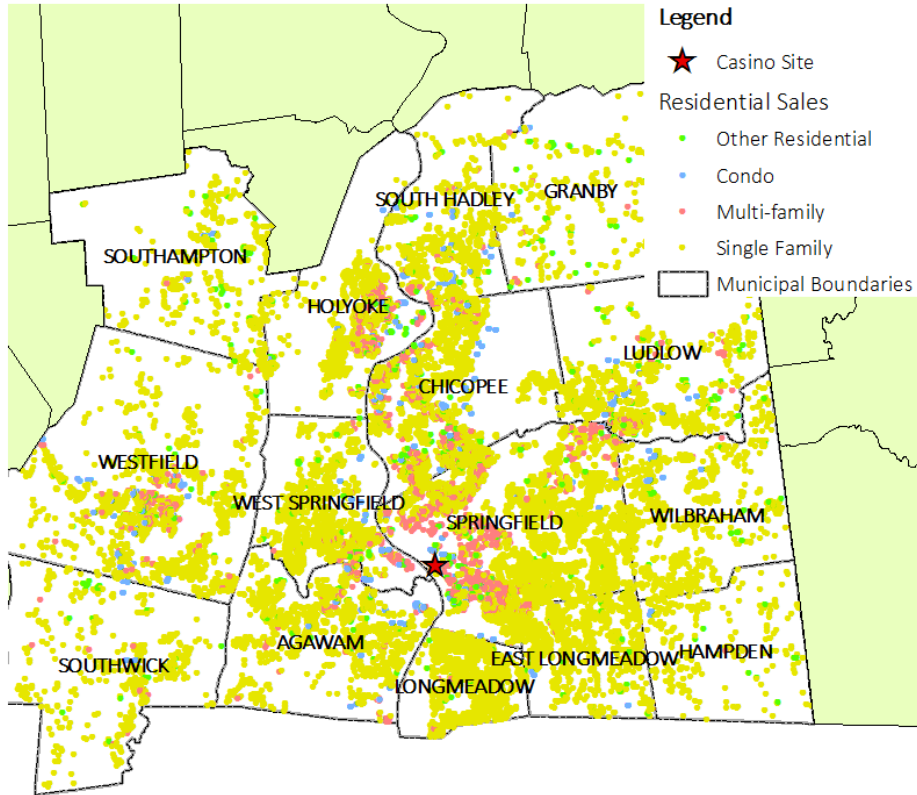 Legend
Casino Site
Residential Sales
Other Residential
Condo
Multi-family
Single Family
Municipal Boundaries
SOUTH HADLEY
GRANBY
SOUTHAMPTON
HOLYOKE
LUDLOW
CHICOPEE
WESTFIELD
WEST SPRINGFIELD
SPRINGFIELD
WILBRAHAM
AGAWAM
EAST LONGMEADOW
HAMPDEN
SOUTHWICK
LONGMEADOW